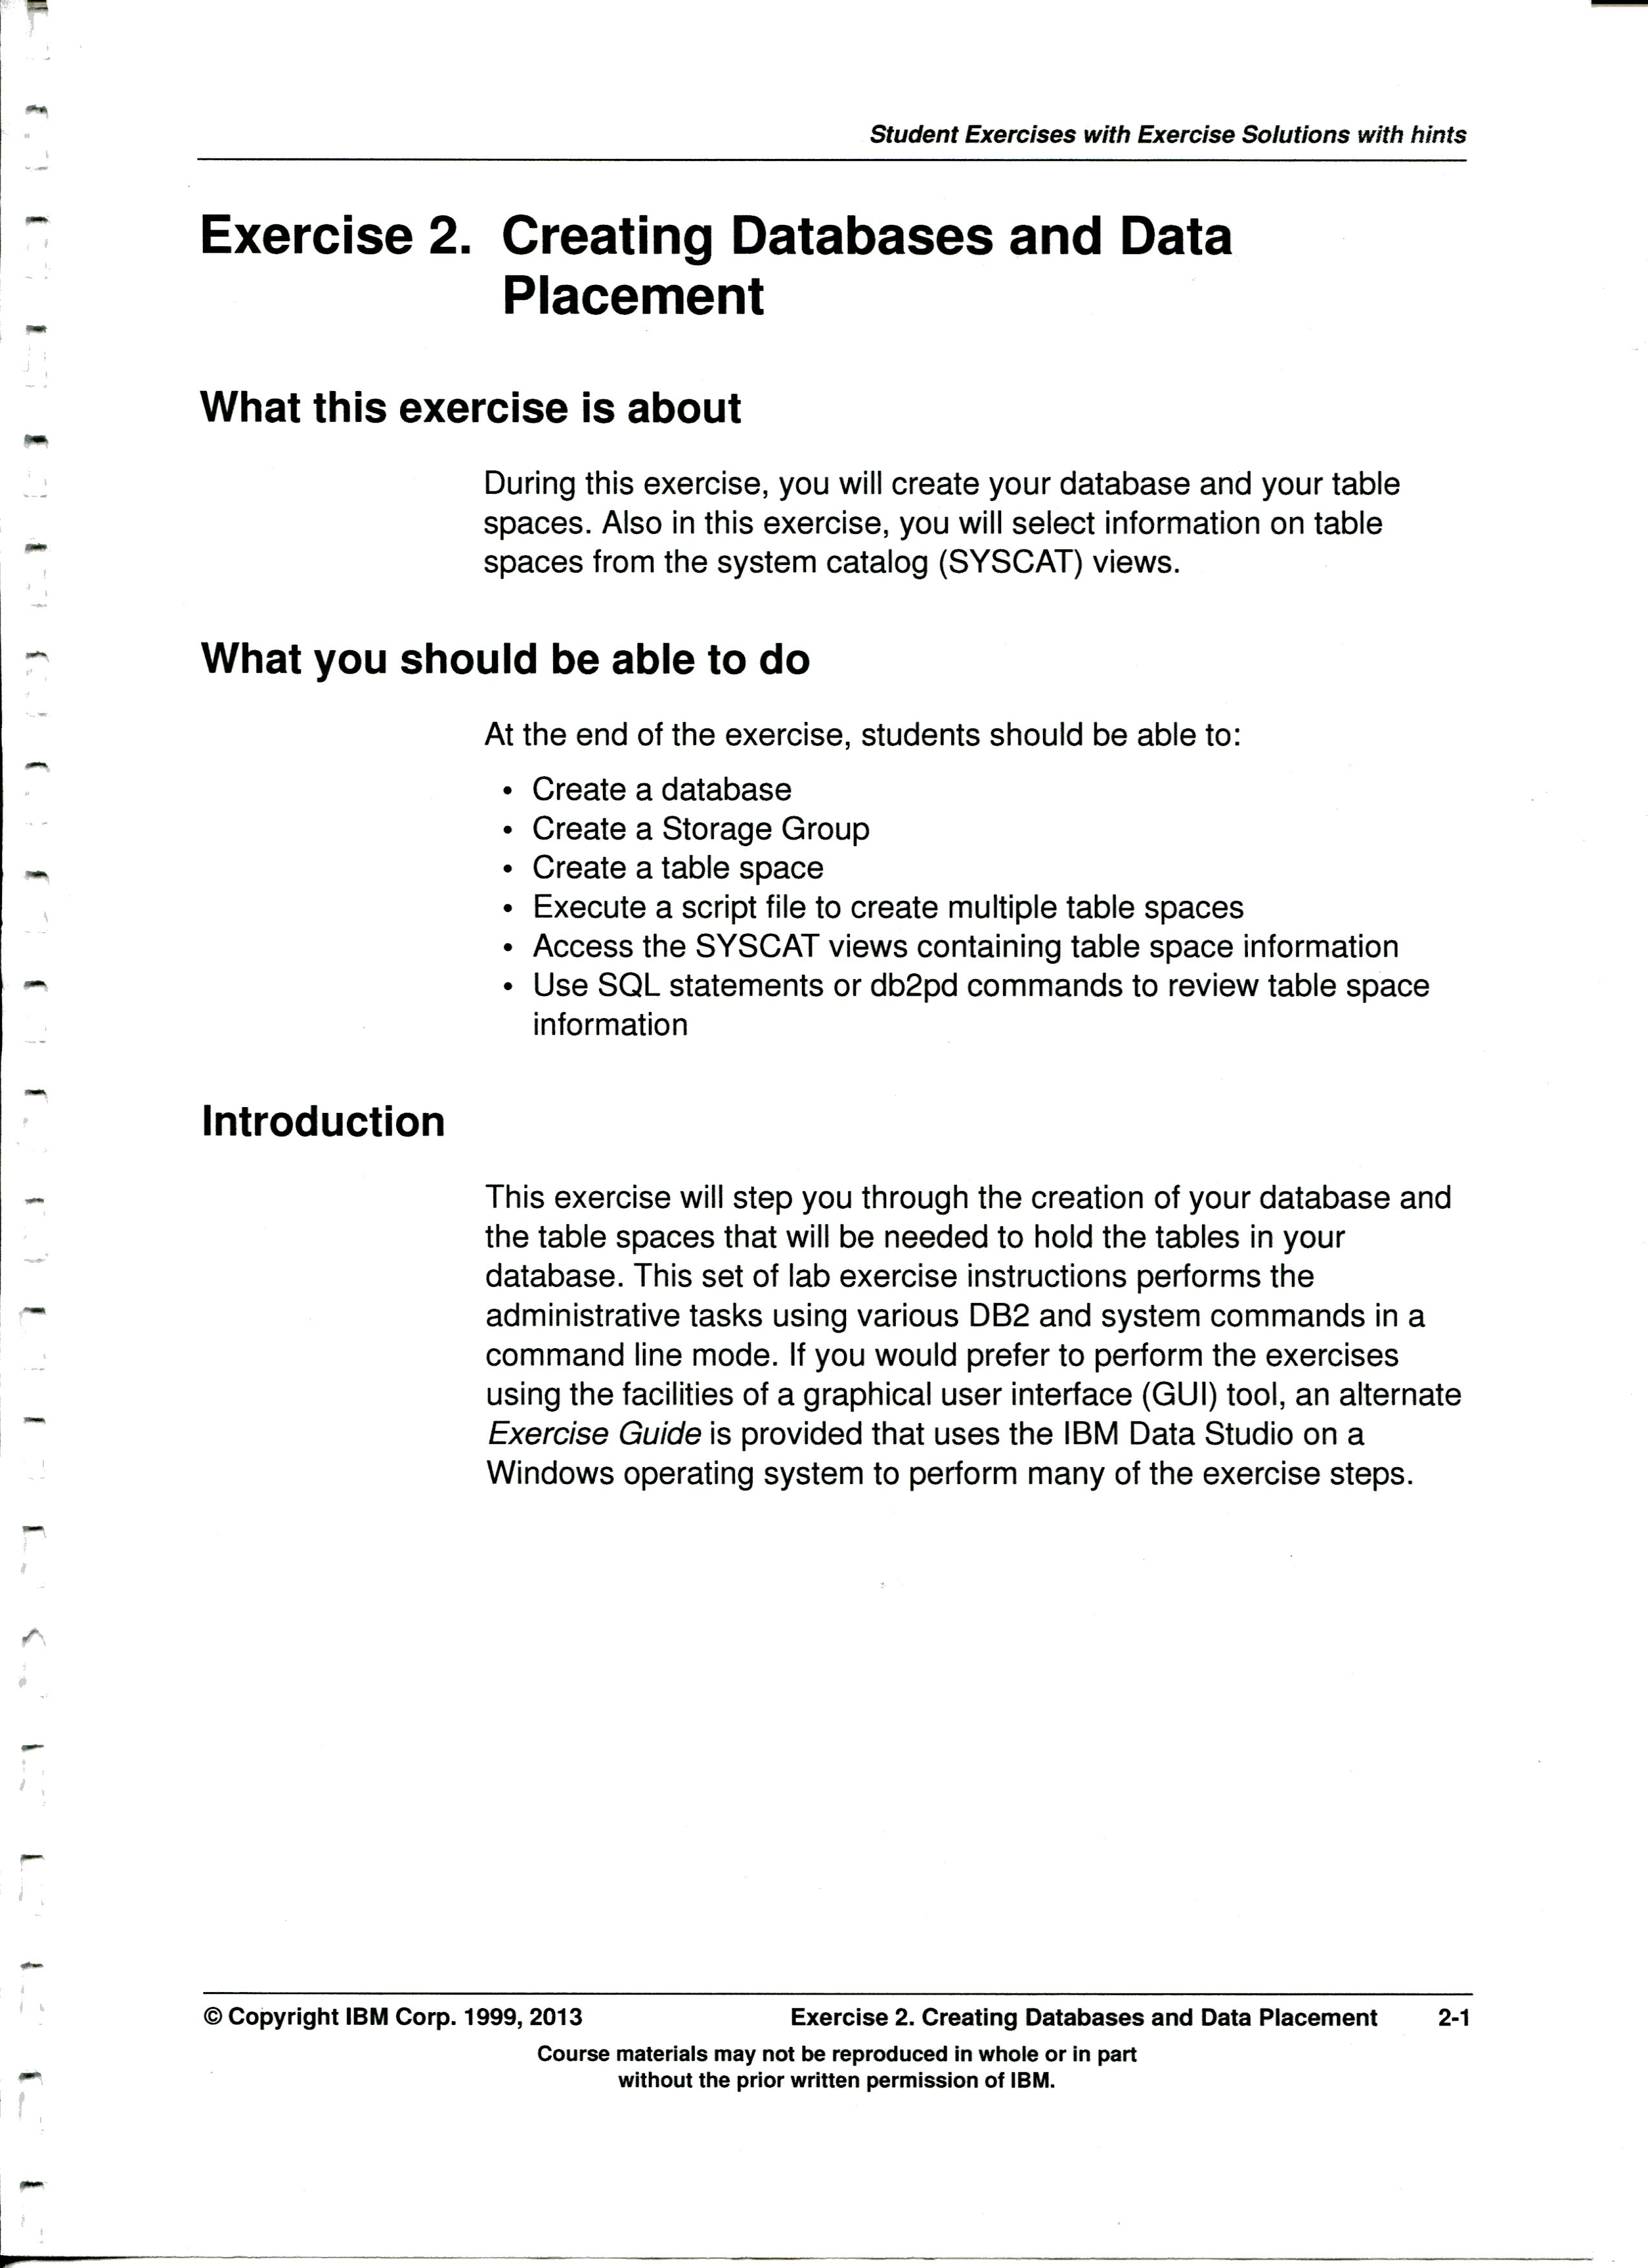 Student Exercises with Exercise Solutions with hints
Exercise 2. Creating Databases and Data
Placement
What this exercise is about
During this exercise, you will create your database and your table
spaces. Also in this exercise, you will select information on table
spaces from the system catalog (SYSCAT) views.
What you should be able to do
At the end of the exercise, students should be able to:
• Create a database
• Create a Storage Group
• Create a table space
• Execute a script file to create multiple table spaces
• Access the SYSCAT views containing table space information
• Use SQL statements or db2pd commands to review table space
information
Introduction
This exercise will step you through the creation of your database and
the table spaces that will be needed to hold the tables in your
database. This set of lab exercise instructions performs the
administrative tasks using various DB2 and system commands in a
command line mode. If you would prefer to perform the exercises
using the facilities of a graphical user interface (GUI) tool, an alternate
Exercise Guide is provided that uses the IBM Data Studio on a
Windows operating system to perform many of the exercise steps.
© Copyright IBM Corp. 1999, 2013 Exercise 2. Creating Databases and Data Placement 2-1
Course materials may not be reproduced in whole or in part
without the prior written permission of IBM.